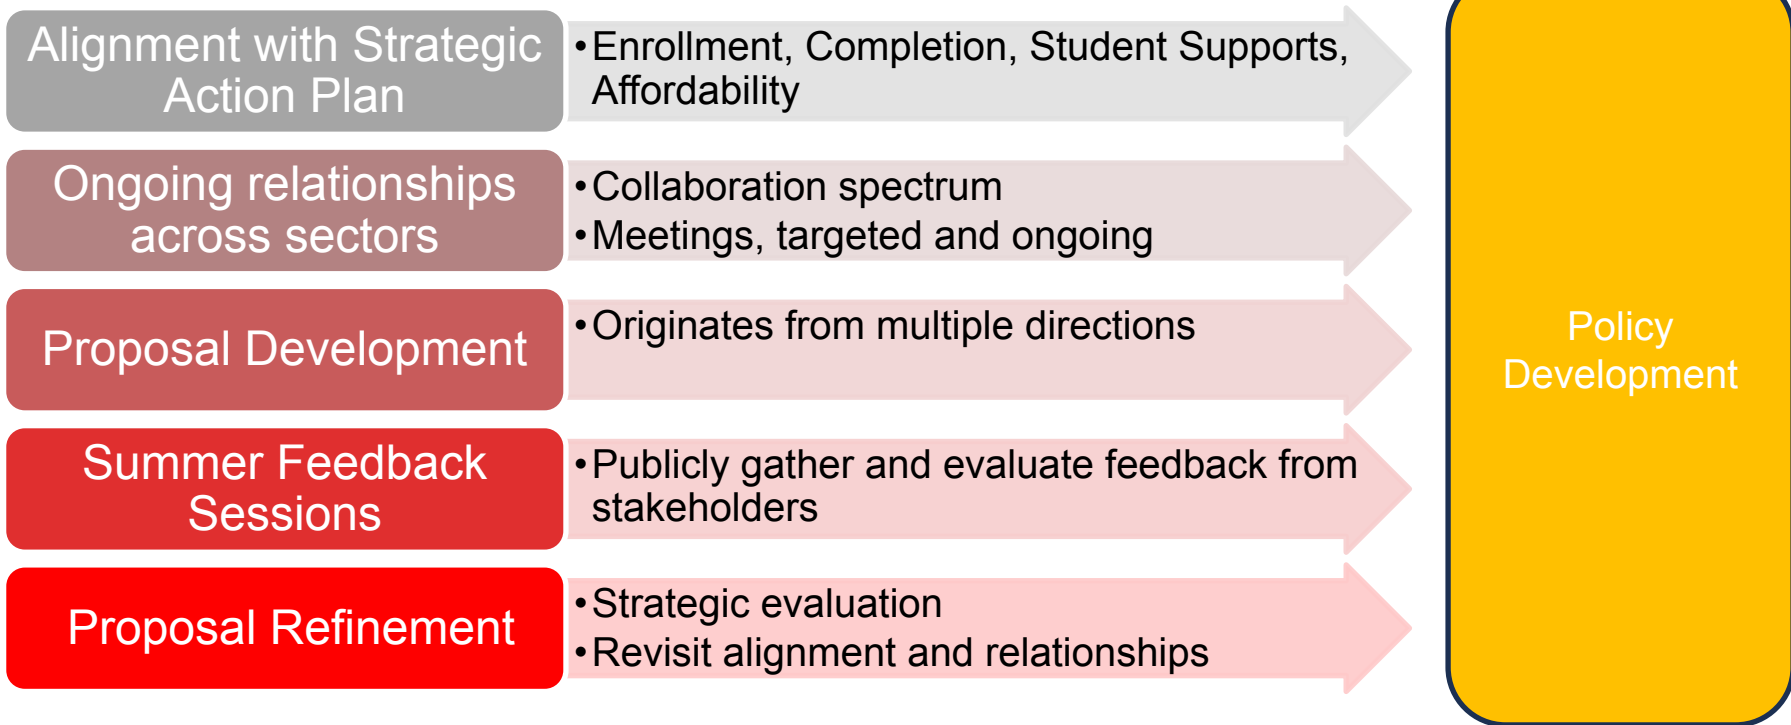 Alignment with Strategic
Action Plan
•Enrollment, Completion, Student Supports,
Affordability
Ongoing relationships
across sectors
•Collaboration spectrum
•Meetings, targeted and ongoing
Proposal Development
•Originates from multiple directions
Summer Feedback
Sessions
•Publicly gather and evaluate feedback from
stakeholders
Proposal Refinement
•Strategic evaluation
•Revisit alignment and relationships
Policy
Development